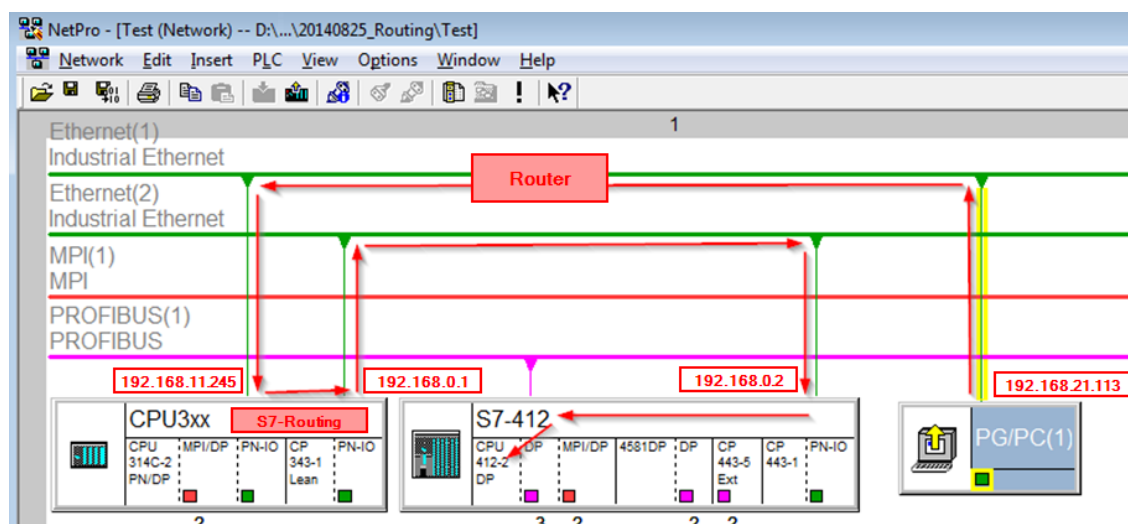 NetPro - [Test (Network) -- D:\...\20140825_Routing\Test]
Network Edit Insert PLC View Options Window Help
1
Ethernet(1)
Industrial Ethernet
Router
Ethernet(2)
Industrial Ethernet
MPI(1)
MPI
PROFIBUS(1)
PROFIBUS
192.168.11.245 192.168.0.1 192.168.0.2 192.168.21.113
CPU3xx S7-Routing
CPU 314C-2 PN/DP
MPI/DP
PN-IO
CP 343-1 Lean
PN-IO
2
S7-412
CPU 412-2 DP
DP
MPI/DP
4581DP
DP
CP 443-5 Ext
CP 443-1
PN-IO
3 2 2 2
PG/PC(1)